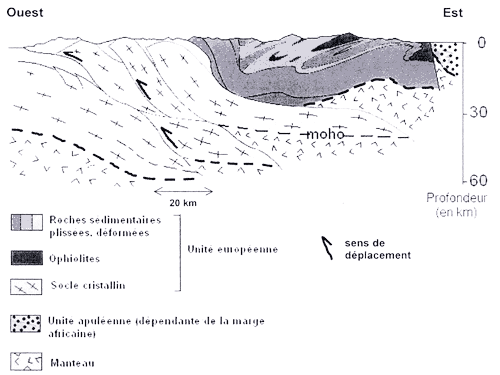 Ouest
Est
0
30
60
moho
Profondeur
(en km)
20 km
Roches sedimentaires
plissées, déformées
Ophiolites
Socle cristallin
Unité européenne
sens de
déplacement
Unité apuléenne (dépendante de la marge
africaine)
Manteau